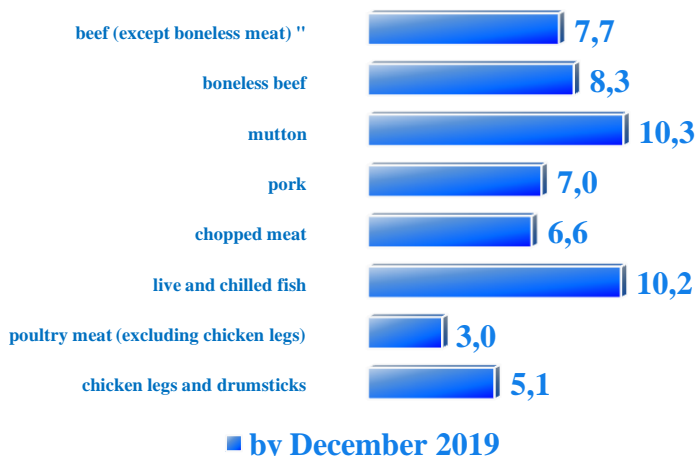 beef (except boneless meat) "
7,7
boneless beef
8,3
mutton
10,3
pork
7,0
chopped meat
6,6
live and chilled fish
10,2
poultry meat (excluding chicken legs)
3,0
chicken legs and drumsticks
5,1
by December 2019